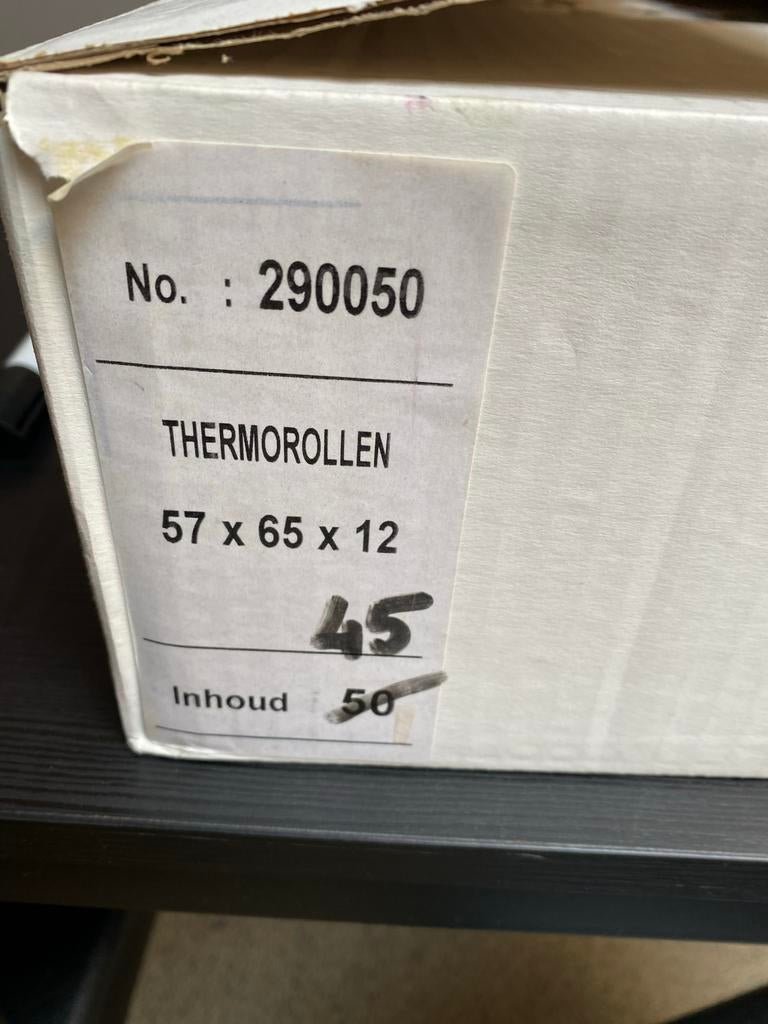 No. : 290050
THERMOROLLEN
57 x 65 x 12
45
Inhoud 50